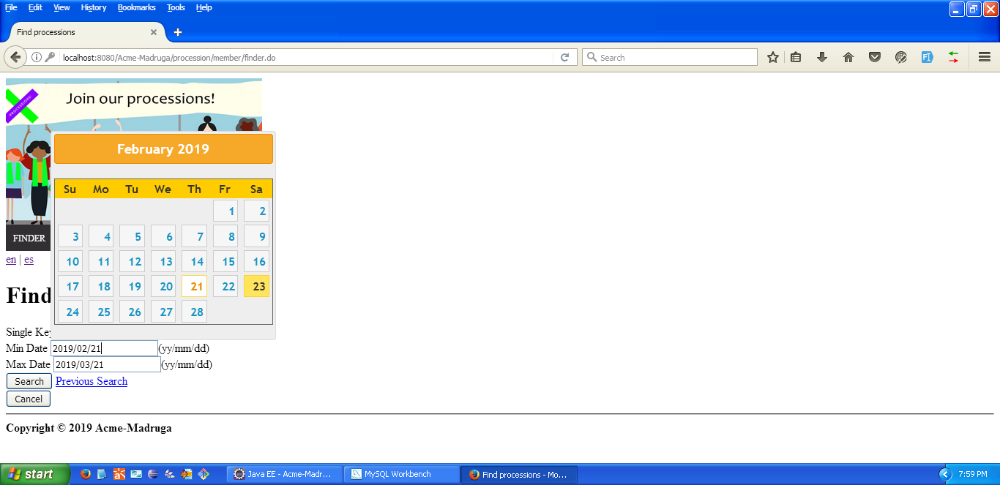 File Edit View History Bookmarks Tools Help
Find processions
localhost:8080/Acme-Madruga/procession/member/finder.do
Search
Join our processions!
PROCESSIONS
February 2019
Su Mo Tu We Th Fr Sa
1 2
3 4 5 6 7 8 9
10 11 12 13 14 15 16
17 18 19 20 21 22 23
24 25 26 27 28
FINDER
en | es
Find
Single Key
Min Date 2019/02/21 (yy/mm/dd)
Max Date 2019/03/21 (yy/mm/dd)
Search Previous Search
Cancel
Copyright © 2019 Acme-Madruga
start Java EE - Acme-Madr... MySQL Workbench Find processions - Mo... 7:59 PM